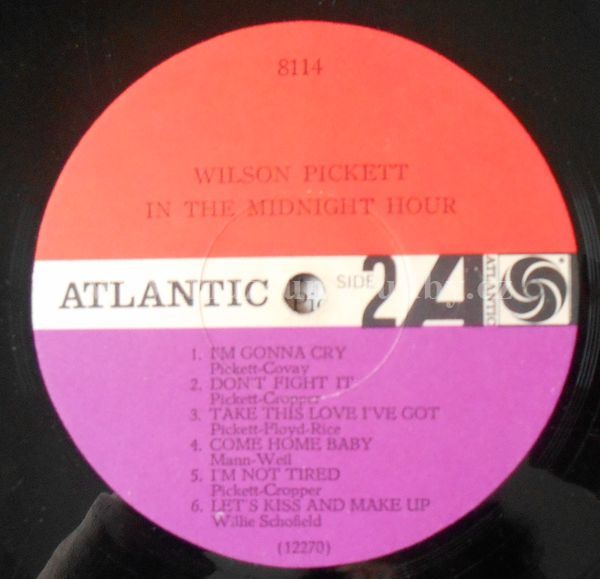 8114
WILSON PICKETT
IN THE MIDNIGHT HOUR
ATLANTIC
SIDE 2
A
ATLANTIC
1. I'M GONNA CRY
Pickett-Covay
2. DON'T FIGHT IT
Pickett-Cropper
3. TAKE THIS LOVE I'VE GOT
Pickett-Floyd-Rice
4. COME HOME BABY
Mann-Weil
5. I'M NOT TIRED
Pickett-Cropper
6. LET'S KISS AND MAKE UP
Willie Schofield
(12270)